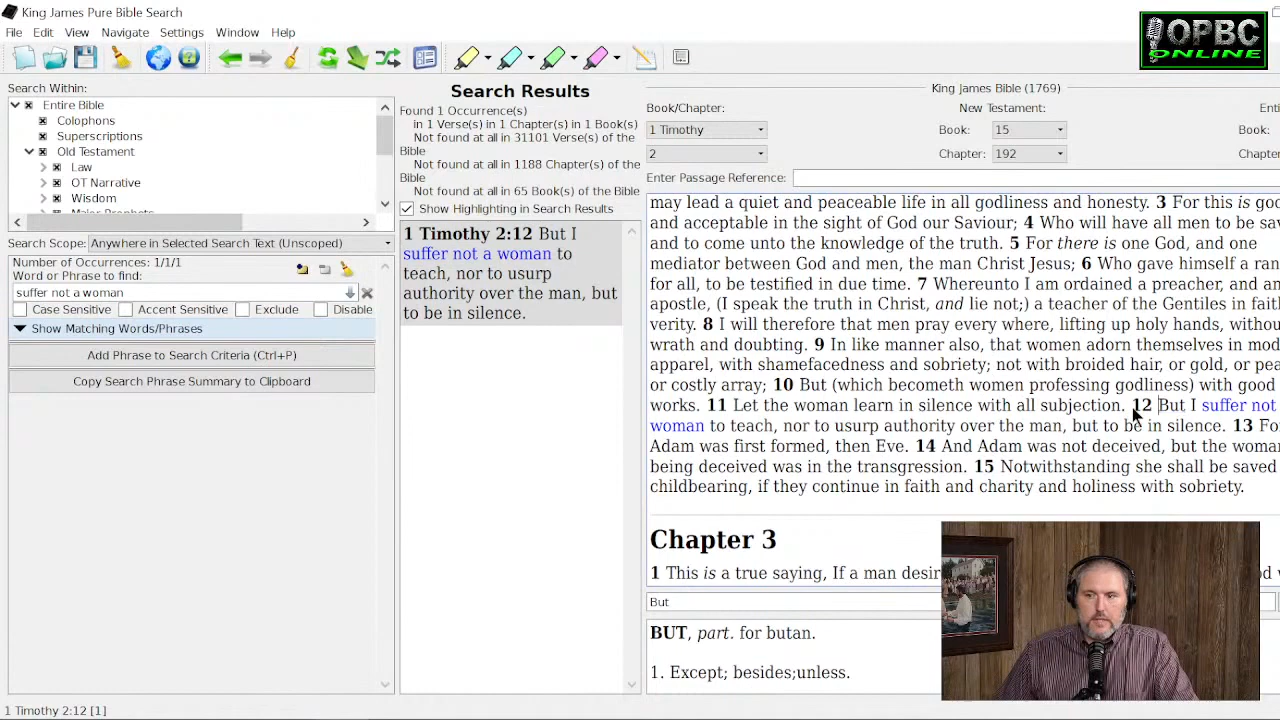 King James Pure Bible Search
File Edit View Navigate Settings Window Help
OPBC
ONLINE
Search Within:
Entire Bible
Colophons
Superscriptions
Old Testament
Law
OT Narrative
Wisdom
Search Scope: Anywhere in Selected Search Text (Unscoped)
Number of Occurrences: 1/1/1
Word or Phrase to find:
suffer not a woman
Case Sensitive Accent Sensitive Exclude Disable
Show Matching Words/Phrases
Add Phrase to Search Criteria (Ctrl+P)
Copy Search Phrase Summary to Clipboard
Search Results
Found 1 Occurrence(s)
in 1 Verse(s) in 1 Chapter(s) in 1 Book(s)
Not found at all in 31101 Verse(s) of the
Bible
Not found at all in 1188 Chapter(s) of the
Bible
Not found at all in 65 Book(s) of the Bible
Show Highlighting in Search Results
1 Timothy 2:12 But I
suffer not a woman to
teach, nor to usurp
authority over the man, but
to be in silence.
King James Bible (1769)
Book/Chapter: New Testament:
1 Timothy Book: 15 Book:
2 Chapter: 192
Enter Passage Reference:
may lead a quiet and peaceable life in all godliness and honesty. 3 For this is
and acceptable in the sight of God our Saviour; 4 Who will have all men to be
and to come unto the knowledge of the truth. 5 For there is one God, and one
mediator between God and men, the man Christ Jesus; 6 Who gave himself a
for all, to be testified in due time. 7 Whereunto I am ordained a preacher, and
apostle, (I speak the truth in Christ, and lie not;) a teacher of the Gentiles in
verity. 8 I will therefore that men pray every where, lifting up holy hands,
wrath and doubting. 9 In like manner also, that women adorn themselves in
apparel, with shamefacedness and sobriety; not with broided hair, or gold, or
or costly array; 10 But (which becometh women professing godliness) with good
works. 11 Let the woman learn in silence with all subjection. 12 But I suffer not
woman to teach, nor to usurp authority over the man, but to be in silence. 13
Adam was first formed, then Eve. 14 And Adam was not deceived, but the
being deceived was in the transgression. 15 Notwithstanding she shall be saved
childbearing, if they continue in faith and charity and holiness with sobriety.
Chapter 3
1 This is a true saying, If a man
But
BUT, part. for butan.
1. Except; besides;unless.
1 Timothy 2:12 [1]